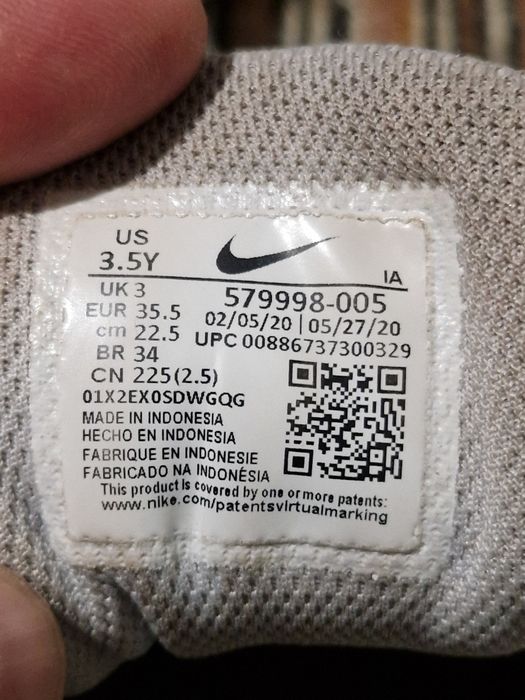 US
3.5Y
IA
UK 3
EUR 35.5
cm 22.5
BR 34
CN 225(2.5)
579998-005
02/05/20 | 05/27/20
UPC 00886737300329
01X2EX0SDWGQG
MADE IN INDONESIA
HECHO EN INDONESIA
FABRIQUE EN INDONESIE
FABRICADO NA INDONÉSIA
This product is covered by one or more patents:
www.nike.com/patentsvirtualmarking